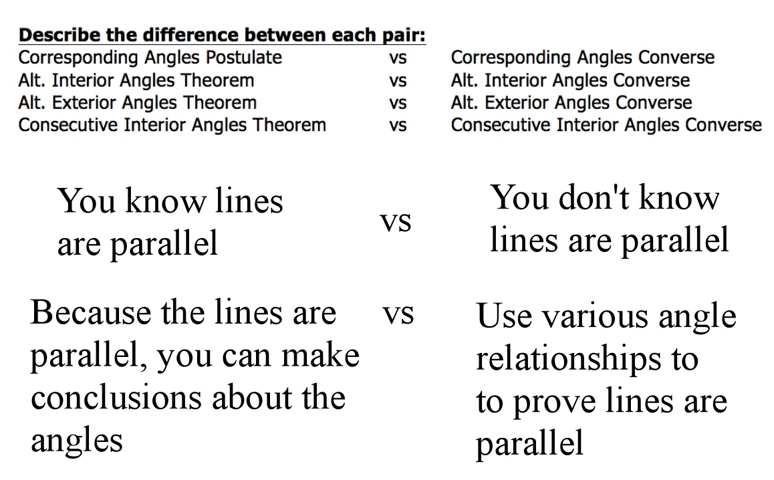 Describe the difference between each pair:
Corresponding Angles Postulate vs Corresponding Angles Converse
Alt. Interior Angles Theorem vs Alt. Interior Angles Converse
Alt. Exterior Angles Theorem vs Alt. Exterior Angles Converse
Consecutive Interior Angles Theorem vs Consecutive Interior Angles Converse
You know lines
are parallel
vs
You don't know
lines are parallel
Because the lines are
parallel, you can make
conclusions about the
angles
vs
Use various angle
relationships to
to prove lines are
parallel